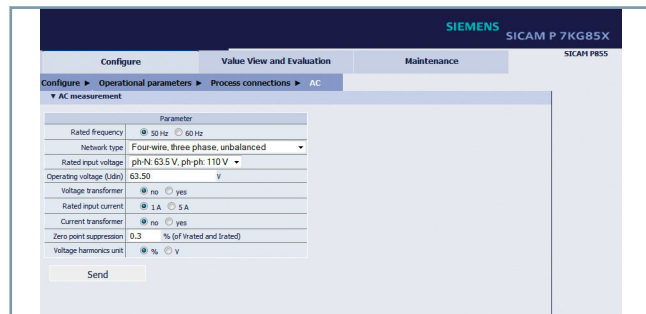 SIEMENS
SICAM P 7KG85X
Configure Value View and Evaluation Maintenance
SICAM P855
Configure ► Operational parameters ► Process connections ► AC
▼ AC measurement
Parameter
Rated frequency 50 Hz 60 Hz
Network type Four-wire, three phase, unbalanced
Rated input voltage ph-N: 63.5 V, ph-ph: 110 V
Operating voltage (Udin) 63.50 V
Voltage transformer no yes
Rated input current 1 A 5 A
Current transformer no yes
Zero point suppression 0.3 % (of Vrated and Irated)
Voltage harmonics unit % V
Send